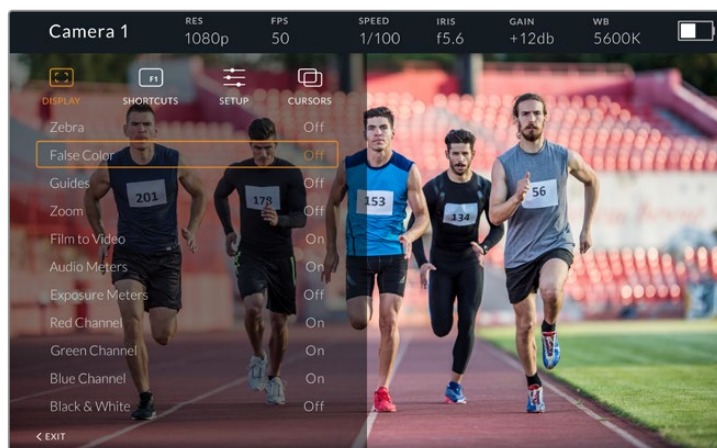 Camera 1
RES
1080p
FPS
50
SPEED
1/100
IRIS
f5.6
GAIN
+12db
WB
5600K
F1
DISPLAY
SHORTCUTS
SETUP
CURSORS
Zebra Off
False Color Off
Guides Off
Zoom Off
Film to Video On
Audio Meters On
Exposure Meters Off
Red Channel On
Green Channel On
Blue Channel On
Black & White Off
< EXIT
201
178
153
134
56